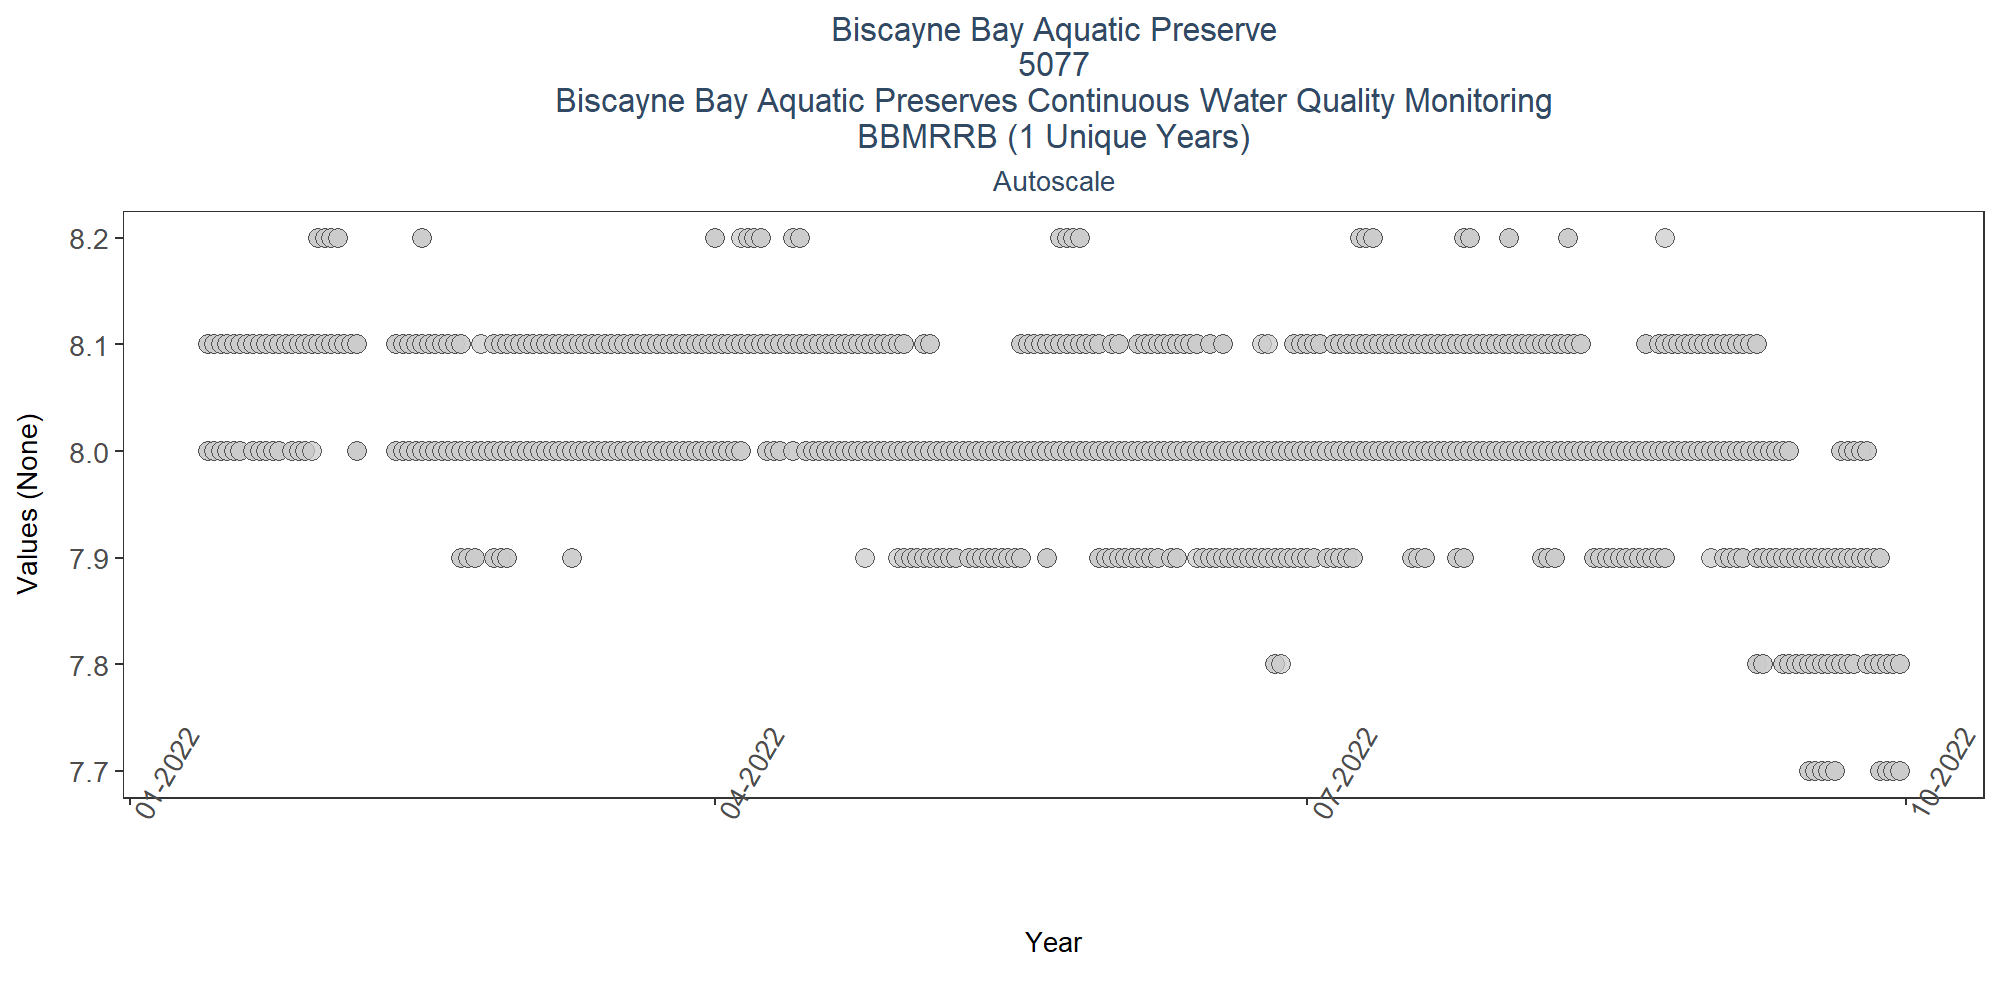 Biscayne Bay Aquatic Preserve
5077
Biscayne Bay Aquatic Preserves Continuous Water Quality Monitoring
BBMRRB (1 Unique Years)
Autoscale
8.2
8.1
8.0
7.9
7.8
7.7
Values (None)
01-2022
04-2022
07-2022
10-2022
Year